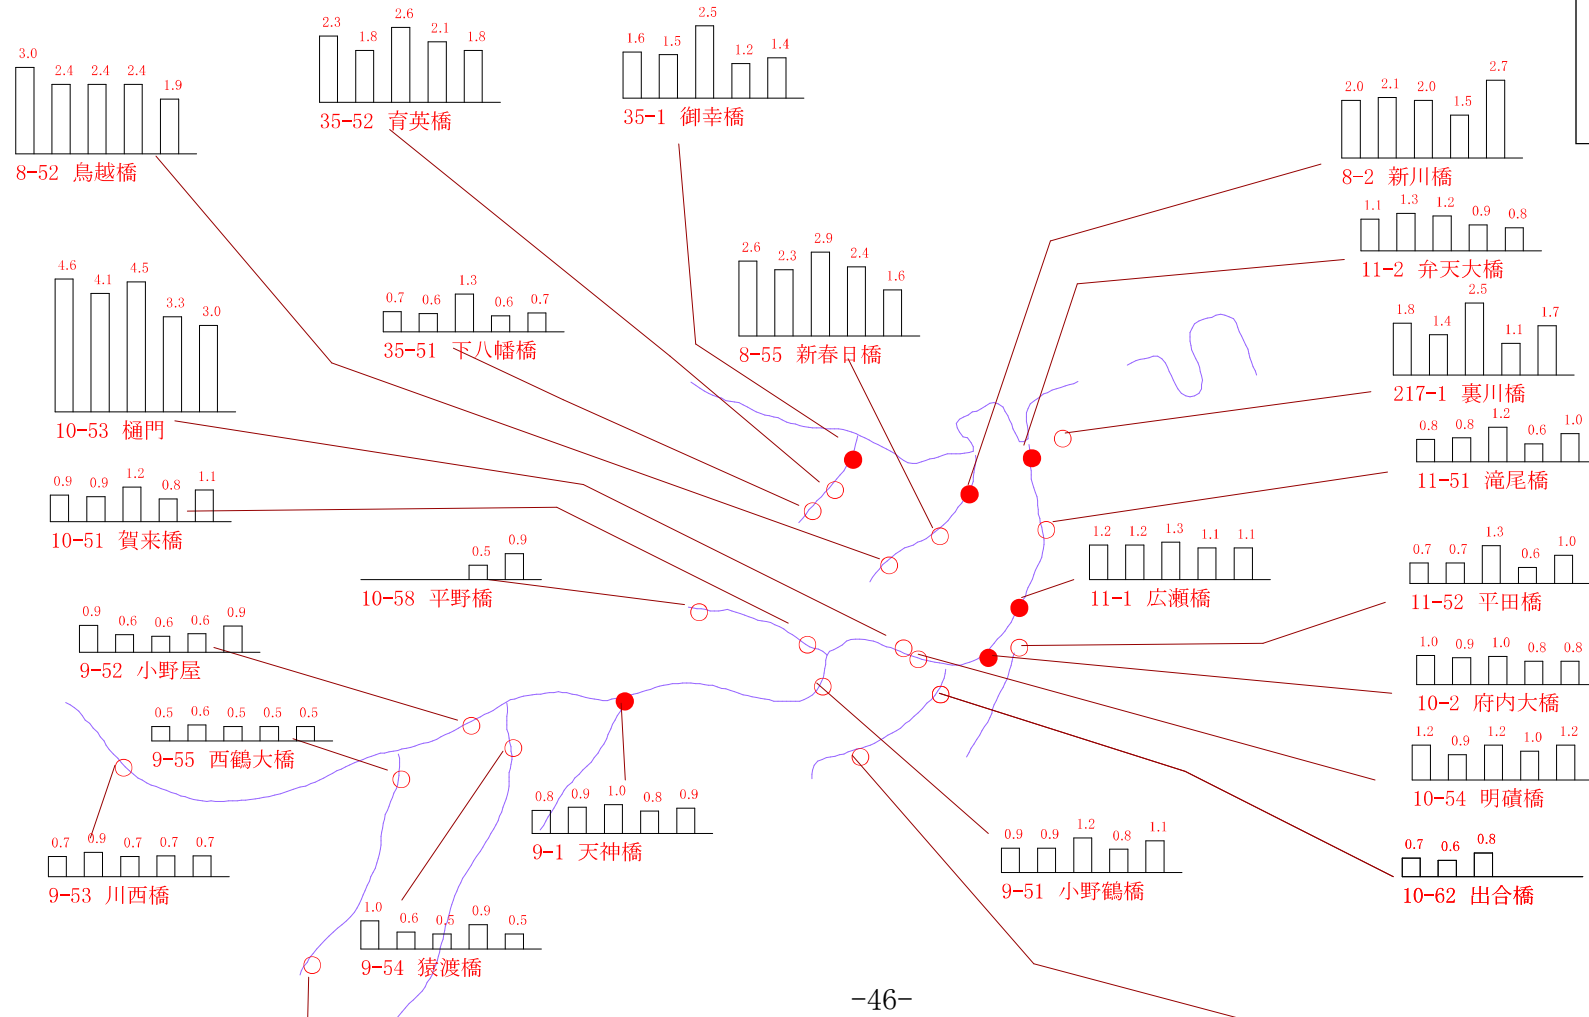 3.0 2.4 2.4 2.4 1.9
8-52 鳥越橋
2.3 1.8 2.6 2.1 1.8
35-52 育英橋
1.6 1.5 2.5 1.2 1.4
35-1 御幸橋
2.0 2.1 2.0 1.5 2.7
8-2 新川橋
1.1 1.3 1.2 0.9 0.8
11-2 弁天大橋
4.6 4.1 4.5 3.3 3.0
10-53 樋門
0.7 0.6 1.3 0.6 0.7
35-51 下八幡橋
2.6 2.3 2.9 2.4 1.6
8-55 新春日橋
1.8 1.4 2.5 1.1 1.7
217-1 裏川橋
0.8 0.8 1.2 0.6 1.0
11-51 滝尾橋
0.9 0.9 1.2 0.8 1.1
10-51 賀来橋
0.5 0.9
10-58 平野橋
1.2 1.2 1.3 1.1 1.1
11-1 広瀬橋
0.7 0.7 1.3 0.6 1.0
11-52 平田橋
0.9 0.6 0.6 0.6 0.9
9-52 小野屋
1.0 0.9 1.0 0.8 0.8
10-2 府内大橋
0.5 0.6 0.5 0.5 0.5
9-55 西鶴大橋
1.2 0.9 1.2 1.0 1.2
10-54 明磧橋
0.7 0.9 0.7 0.7 0.7
9-53 川西橋
0.8 0.9 1.0 0.8 0.9
9-1 天神橋
0.9 0.9 1.2 0.8 1.1
9-51 小野鶴橋
0.7 0.6 0.8
10-62 出合橋
1.0 0.6 0.5 0.9 0.5
9-54 猿渡橋
-46-